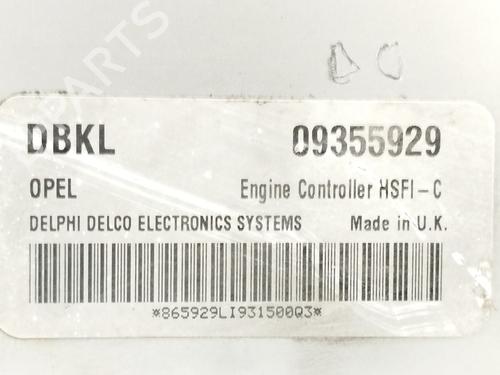 DBKL 09355929
OPEL Engine Controller HSFI-C
DELPHI DELCO ELECTRONICS SYSTEMS Made in U.K.
*865929LI931500Q3*